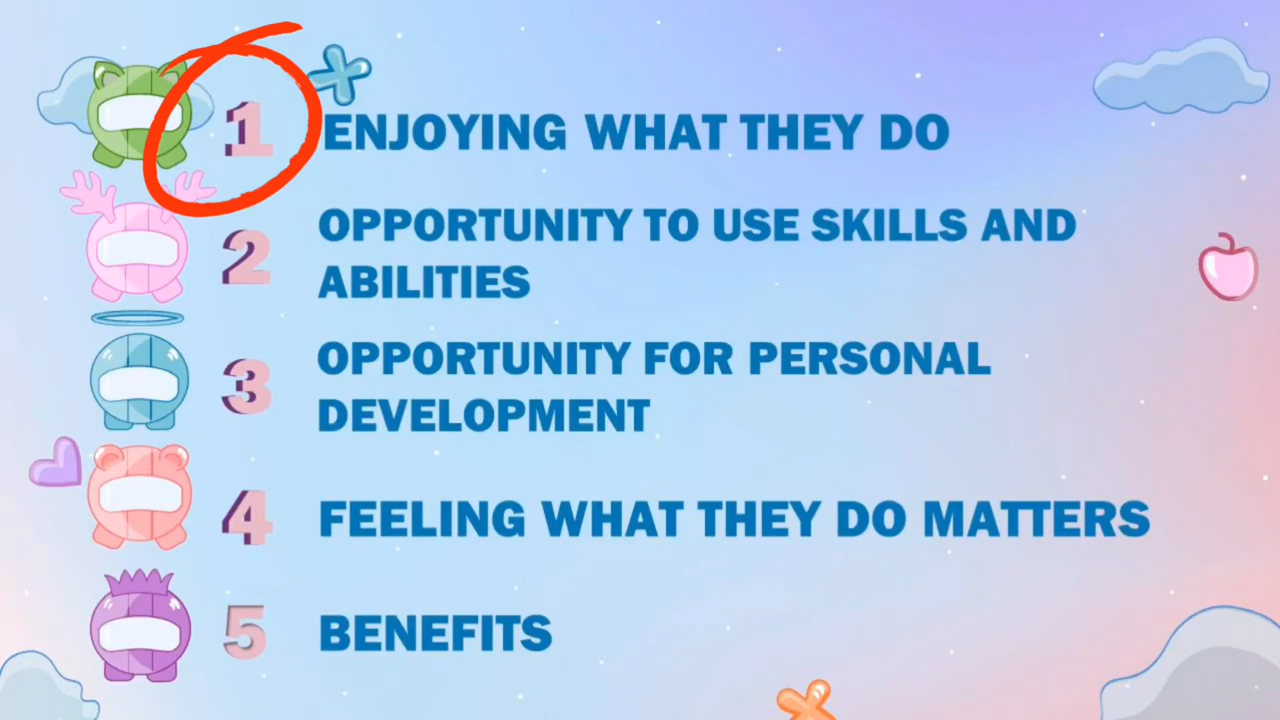 1 ENJOYING WHAT THEY DO
2 OPPORTUNITY TO USE SKILLS AND
ABILITIES
3 OPPORTUNITY FOR PERSONAL
DEVELOPMENT
4 FEELING WHAT THEY DO MATTERS
5 BENEFITS